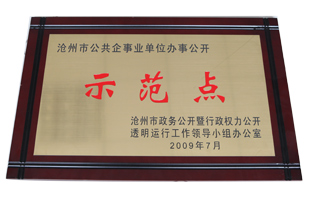 沧州市公共企事业单位办事公开
示范点
沧州市政务公开暨行政权力公开
透明运行工作领导小组办公室
2009年7月